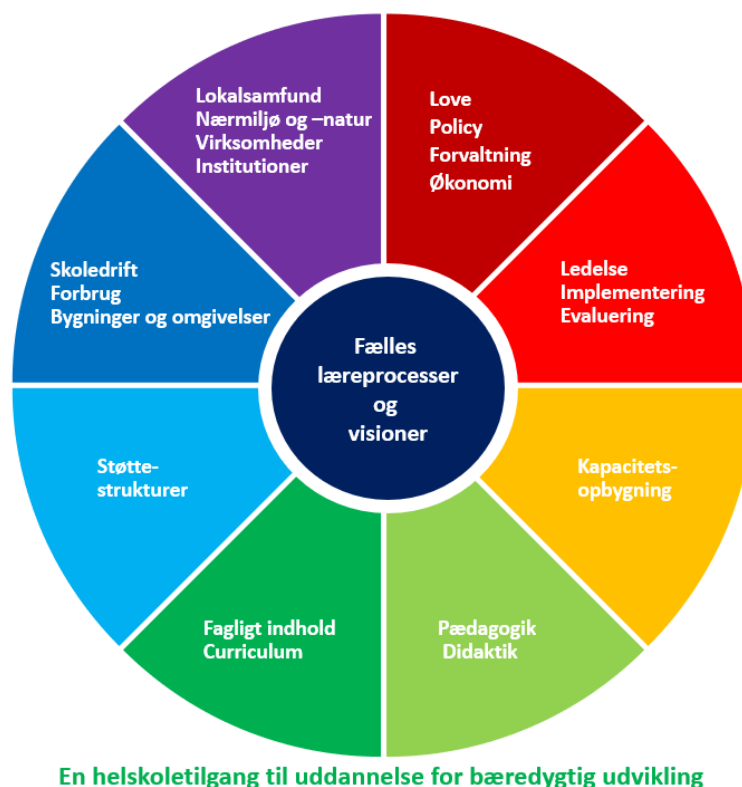 Lokalsamfund
Nærmiljø og –natur
Virksomheder
Institutioner
Love
Policy
Forvaltning
Økonomi
Ledelse
Implementering
Evaluering
Kapacitets-
opbygning
Pædagogik
Didaktik
Fagligt indhold
Curriculum
Støtte-
strukturer
Skoledrift
Forbrug
Bygninger og omgivelser
Fælles
læreprocesser
og
visioner
En helskoletilgang til uddannelse for bæredygtig udvikling